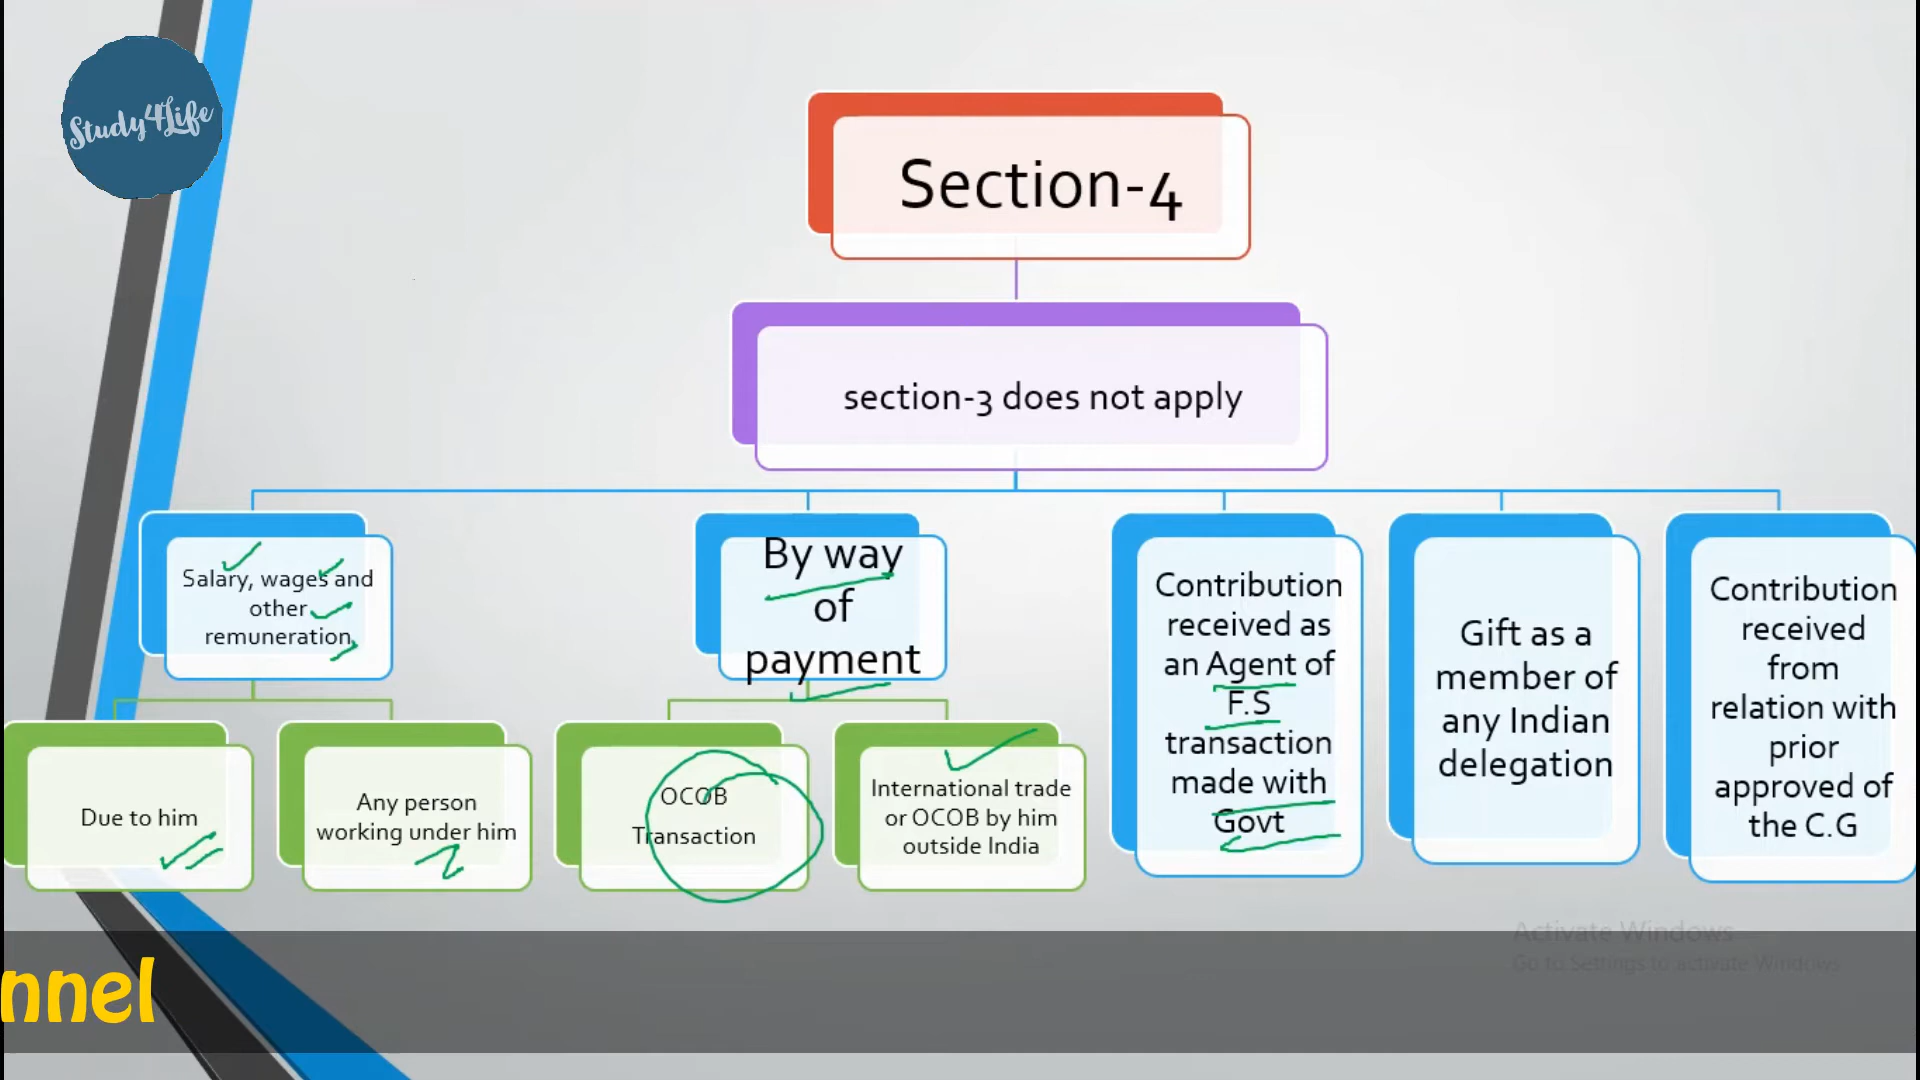 Study4Life
Section-4
section-3 does not apply
Salary, wages and
other
remuneration
By way
of
payment
Contribution
received as
an Agent of
F.S
transaction
made with
Govt
Gift as a
member of
any Indian
delegation
Contribution
received
from
relation with
prior
approved of
the C.G
Due to him
Any person
working under him
OCOB
Transaction
International trade
or OCOB by him
outside India
Activate Windows
Go to Settings to activate Windows.
nnel